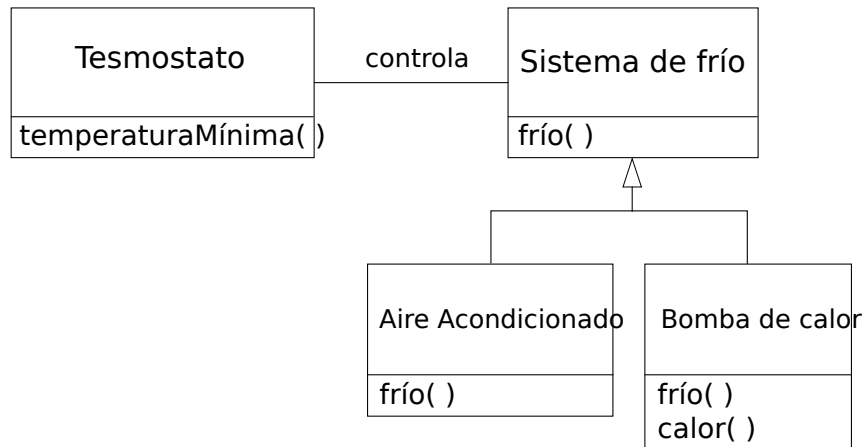 Tesmostato
controla
Sistema de frío
temperaturaMínima( )
frío( )
Aire Acondicionado
Bomba de calor
frío( )
frío( )
calor( )